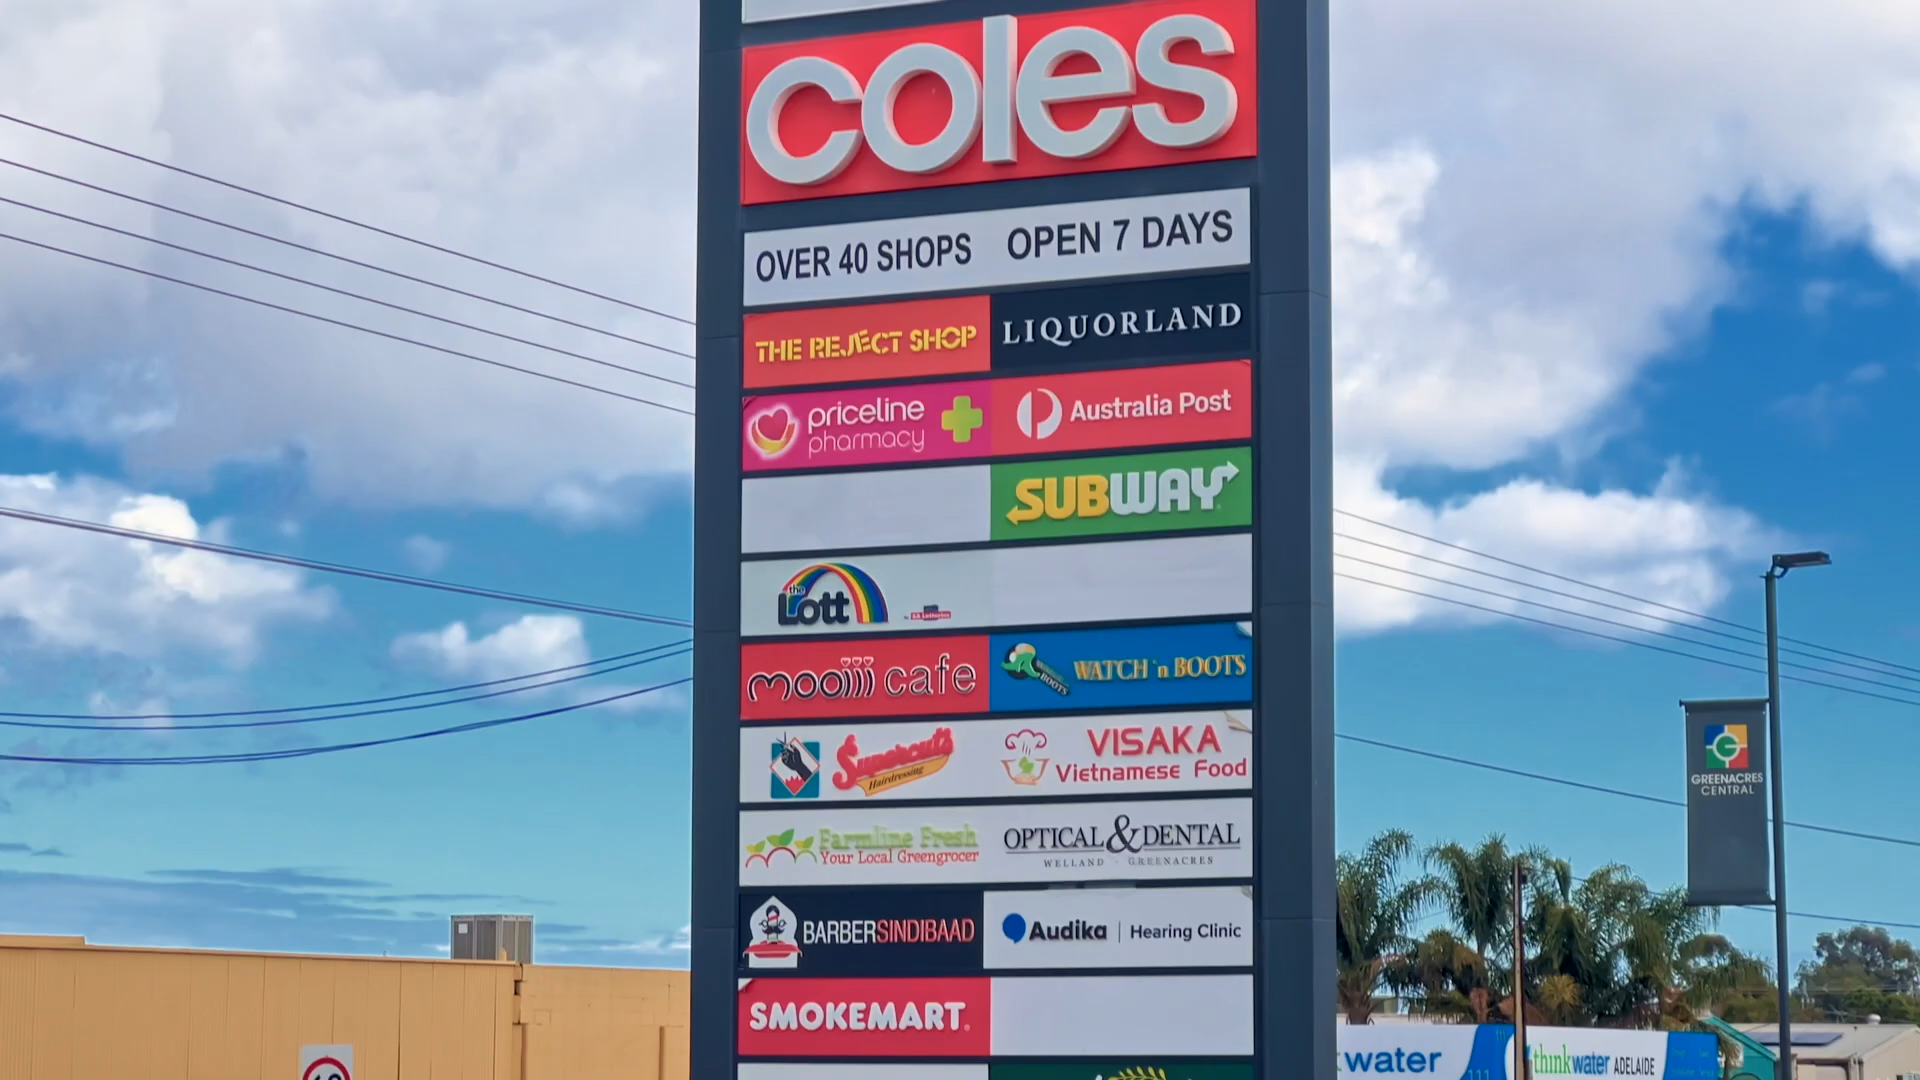 coles
OVER 40 SHOPS OPEN 7 DAYS
THE REJECT SHOP
LIQUORLAND
priceline
pharmacy
Australia Post
SUBWAY
the
Lott
mooiii cafe
WATCH 'n BOOTS
BOOTS
Supercuts
Hairdressing
VISAKA
Vietnamese Food
Farmline Fresh
Your Local Greengrocer
OPTICAL & DENTAL
WELLAND · GREENACRES
BARBERSINDIBAAD
Audika | Hearing Clinic
SMOKEMART
GREENACRES
CENTRAL
water
thinkwater ADELAIDE